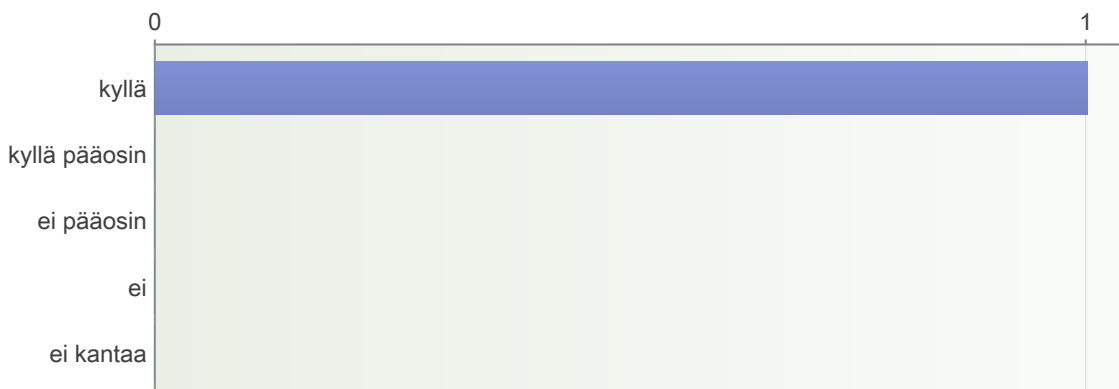 0 1
kyllä
kyllä pääosin
ei pääosin
ei
ei kantaa